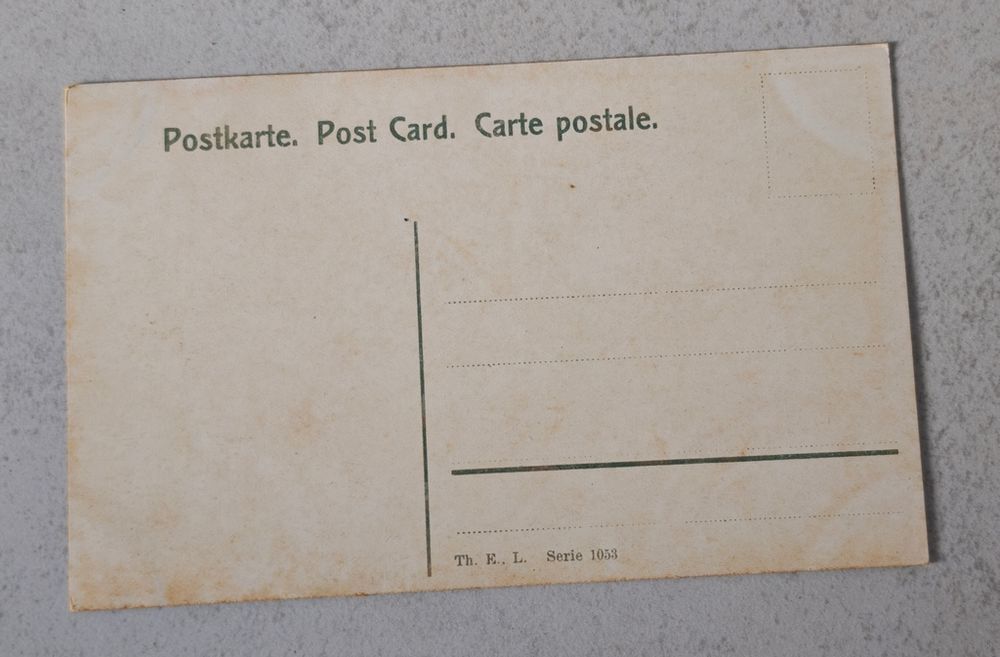 Postkarte. Post Card. Carte postale.
Th. E., L. Serie 1053